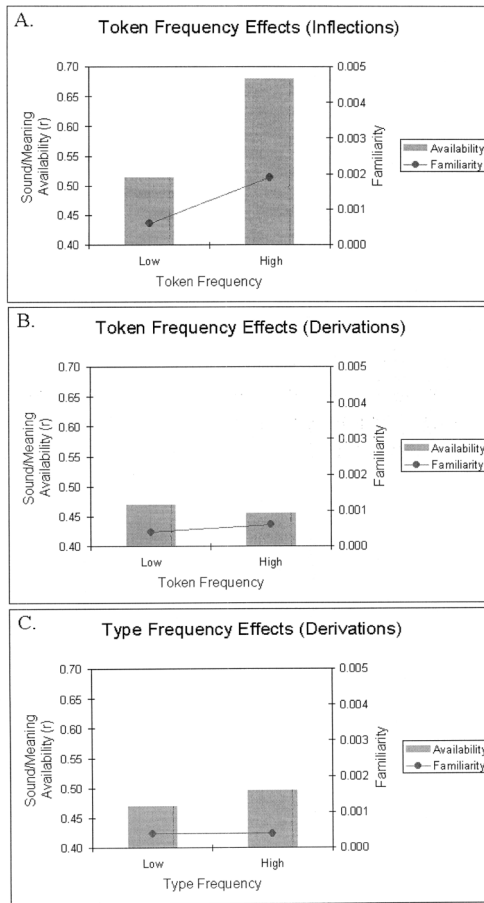 A.
Token Frequency Effects (Inflections)
0.70
0.65
0.60
0.55
0.50
0.45
0.40
Sound/Meaning
Availability (r)
0.005
0.004
0.003
0.002
0.001
0.000
Familiarity
Low
High
Token Frequency
Availability
Familiarity
B.
Token Frequency Effects (Derivations)
0.70
0.65
0.60
0.55
0.50
0.45
0.40
Sound/Meaning
Availability (r)
0.005
0.004
0.003
0.002
0.001
0.000
Familiarity
Low
High
Token Frequency
Availability
Familiarity
C.
Type Frequency Effects (Derivations)
0.70
0.65
0.60
0.55
0.50
0.45
0.40
Sound/Meaning
Availability (r)
0.005
0.004
0.003
0.002
0.001
0.000
Familiarity
Low
High
Type Frequency
Availability
Familiarity